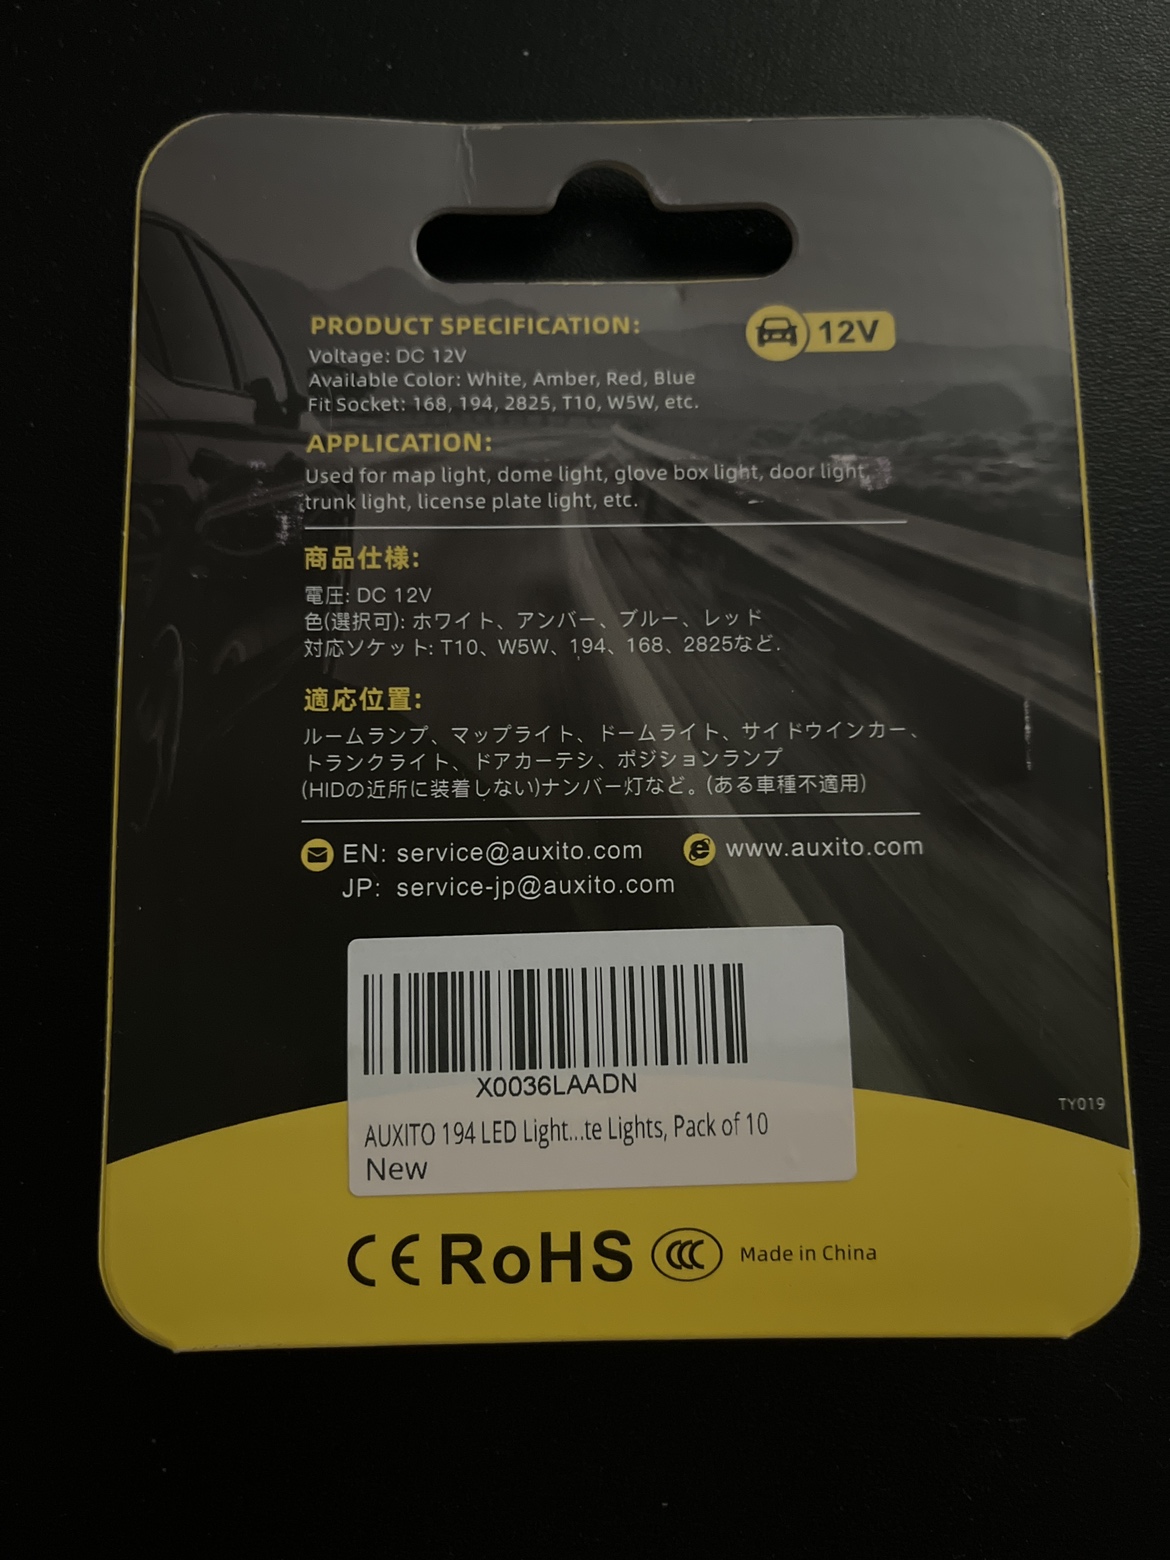 PRODUCT SPECIFICATION:
12V
Voltage: DC 12V
Available Color: White, Amber, Red, Blue
Fit Socket: 168, 194, 2825, T10, W5W, etc.
APPLICATION:
Used for map light, dome light, glove box light, door light,
trunk light, license plate light, etc.
商品仕様:
電圧: DC 12V
色(選択可): ホワイト、アンバー、ブルー、レッド
対応ソケット: T10、W5W、194、168、2825など.
適応位置:
ルームランプ、マップライト、ドームライト、サイドウインカー、
トランクライト、ドアカーテシ、ポジションランプ
(HIDの近所に装着しない)ナンバー灯など。(ある車種不適用)
EN: service@auxito.com
www.auxito.com
JP: service-jp@auxito.com
X0036LAADN
TY019
AUXITO 194 LED Light...te Lights, Pack of 10
New
CE RoHS CCC Made in China